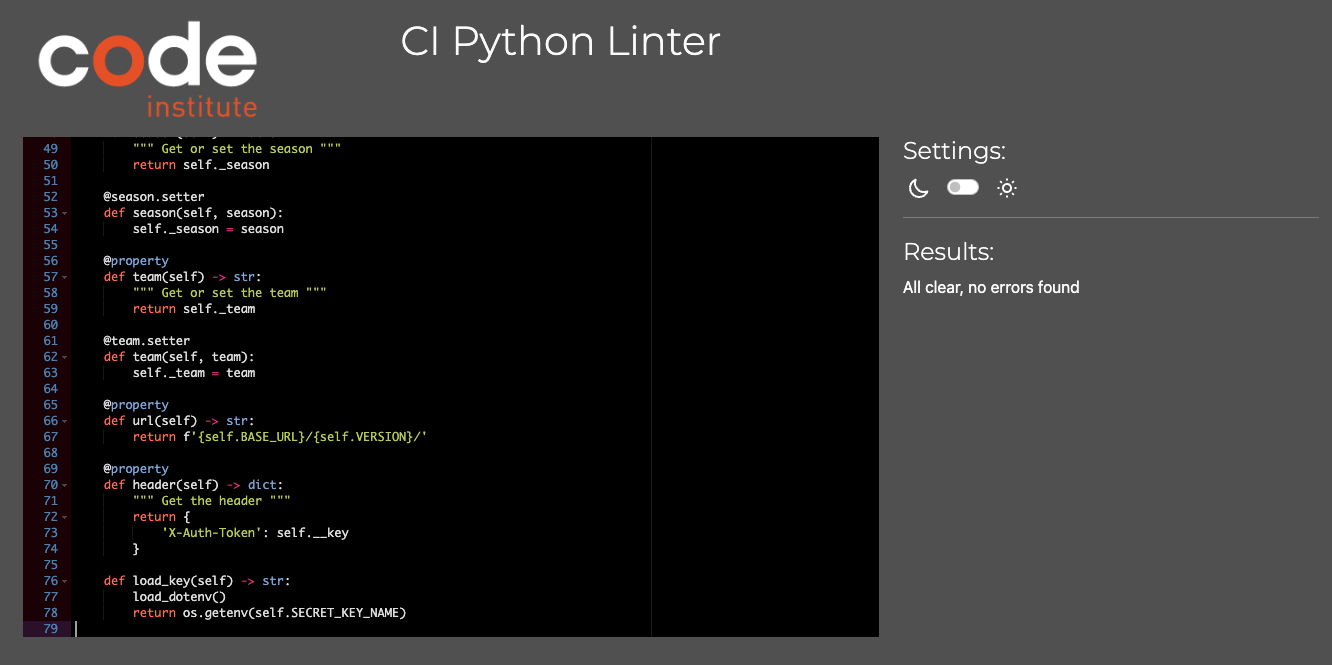 code
institute
CI Python Linter
49 """ Get or set the season """
50 return self._season
51
52 @season.setter
53 def season(self, season):
54 self._season = season
55
56 @property
57 def team(self) -> str:
58 """ Get or set the team """
59 return self._team
60
61 @team.setter
62 def team(self, team):
63 self._team = team
64
65 @property
66 def url(self) -> str:
67 return f'{self.BASE_URL}/{self.VERSION}/'
68
69 @property
70 def header(self) -> dict:
71 """ Get the header """
72 return {
73 'X-Auth-Token': self.__key
74 }
75
76 def load_key(self) -> str:
77 load_dotenv()
78 return os.getenv(self.SECRET_KEY_NAME)
79
Settings:
Results:
All clear, no errors found